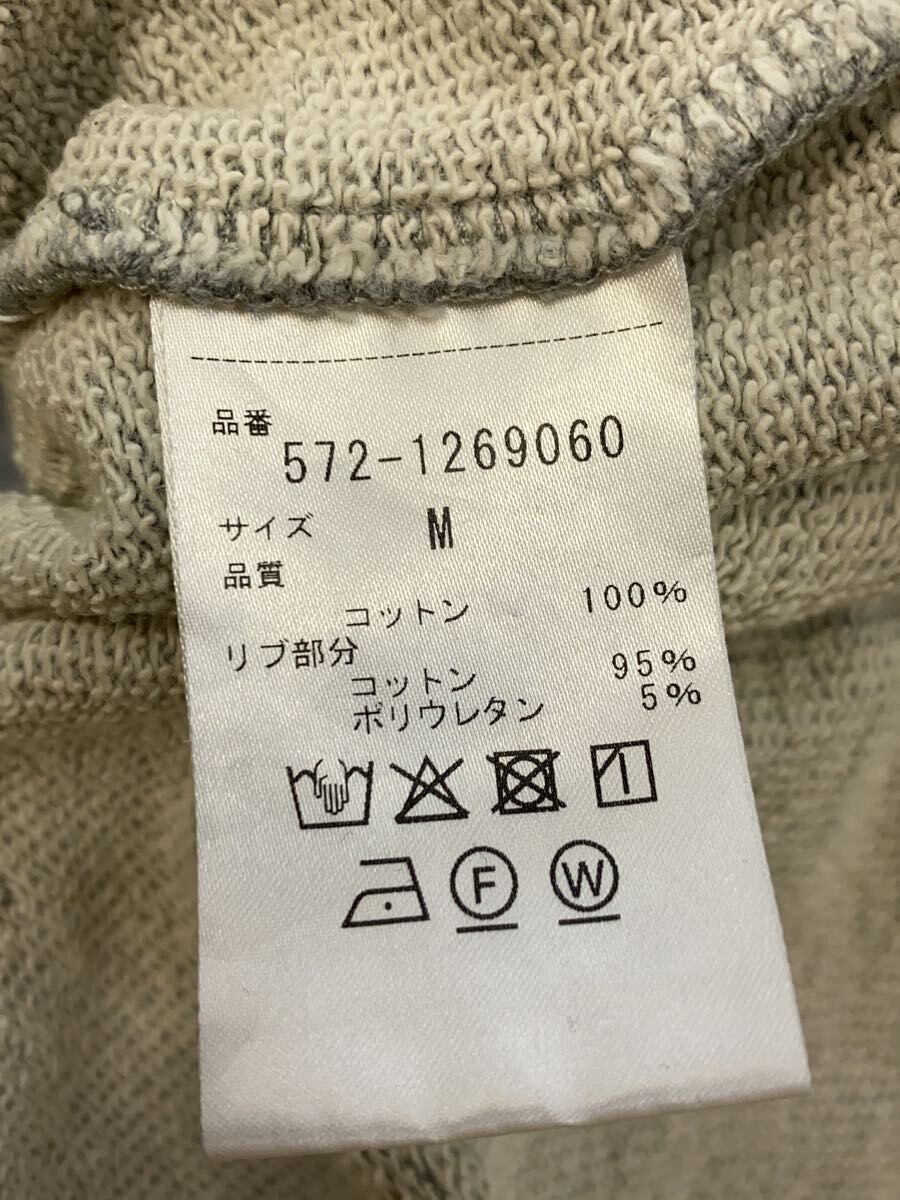 品番
572-1269060
サイズ M
品質
コットン 100%
リブ部分
コットン 95%
ポリウレタン 5%
F W